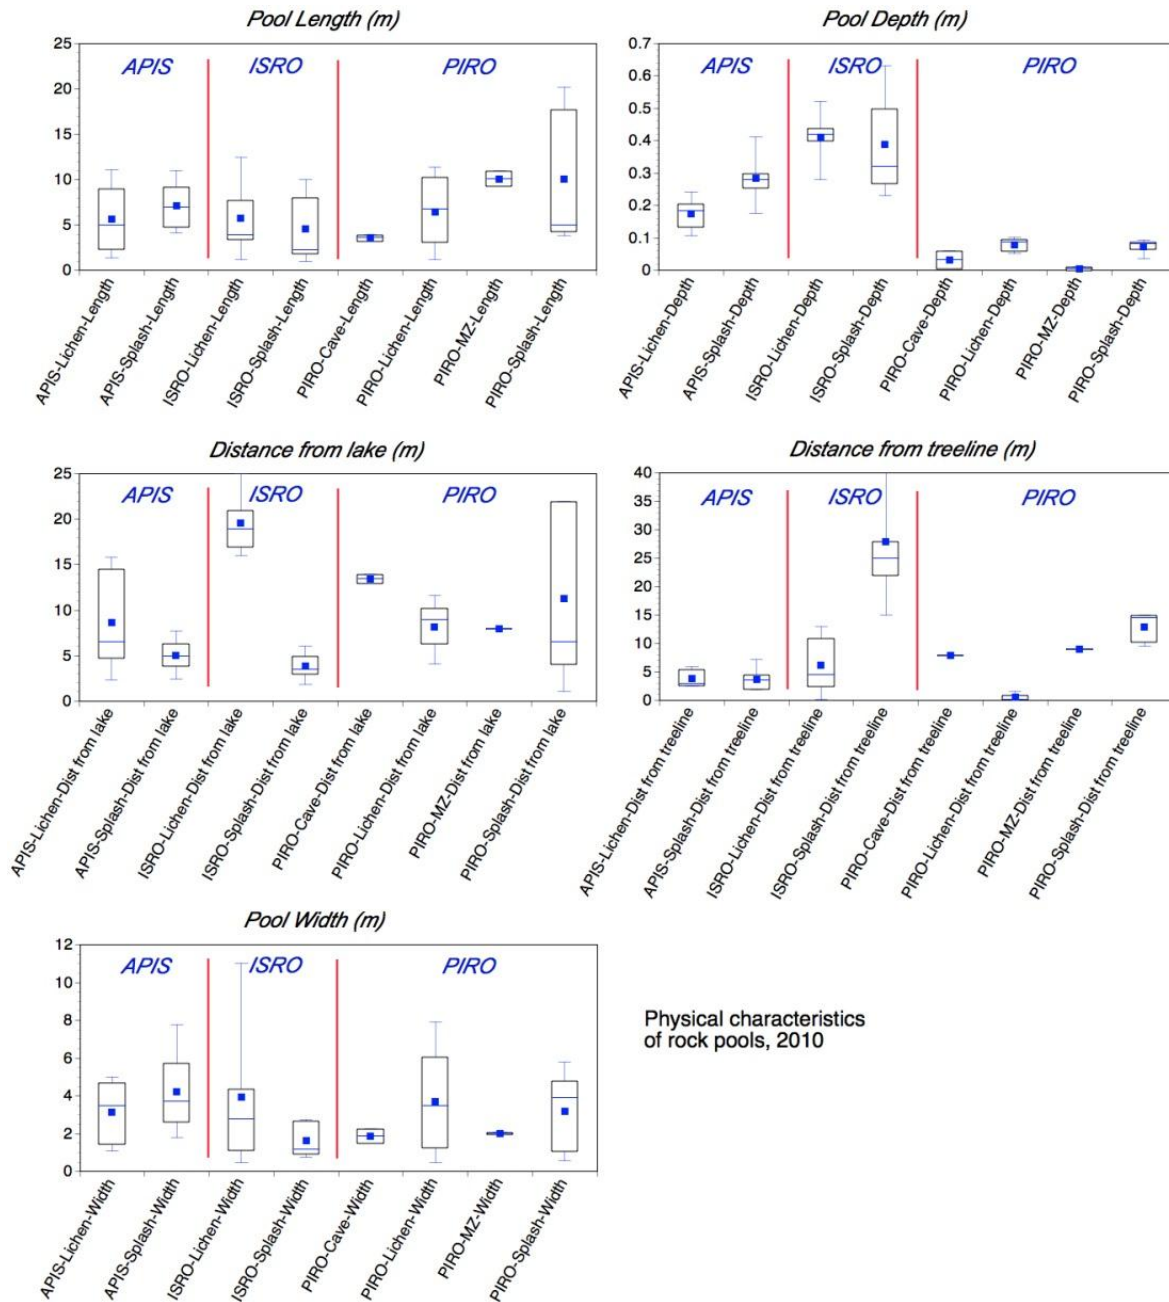 Pool Length (m)
25
20
15
10
5
0
APIS
ISRO
PIRO
APIS-Lichen-Length
APIS-Splash-Length
ISRO-Lichen-Length
ISRO-Splash-Length
PIRO-Cave-Length
PIRO-Lichen-Length
PIRO-MZ-Length
PIRO-Splash-Length
Pool Depth (m)
0.7
0.6
0.5
0.4
0.3
0.2
0.1
0
APIS
ISRO
PIRO
APIS-Lichen-Depth
APIS-Splash-Depth
ISRO-Lichen-Depth
ISRO-Splash-Depth
PIRO-Cave-Depth
PIRO-Lichen-Depth
PIRO-MZ-Depth
PIRO-Splash-Depth
Distance from lake (m)
25
20
15
10
5
0
APIS
ISRO
PIRO
APIS-Lichen-Dist from lake
APIS-Splash-Dist from lake
ISRO-Lichen-Dist from lake
ISRO-Splash-Dist from lake
PIRO-Cave-Dist from lake
PIRO-Lichen-Dist from lake
PIRO-MZ-Dist from lake
PIRO-Splash-Dist from lake
Distance from treeline (m)
40
35
30
25
20
15
10
5
0
APIS
ISRO
PIRO
APIS-Lichen-Dist from treeline
APIS-Splash-Dist from treeline
ISRO-Lichen-Dist from treeline
ISRO-Splash-Dist from treeline
PIRO-Cave-Dist from treeline
PIRO-Lichen-Dist from treeline
PIRO-MZ-Dist from treeline
PIRO-Splash-Dist from treeline
Pool Width (m)
12
10
8
6
4
2
0
APIS
ISRO
PIRO
APIS-Lichen-Width
APIS-Splash-Width
ISRO-Lichen-Width
ISRO-Splash-Width
PIRO-Cave-Width
PIRO-Lichen-Width
PIRO-MZ-Width
PIRO-Splash-Width
Physical characteristics
of rock pools, 2010